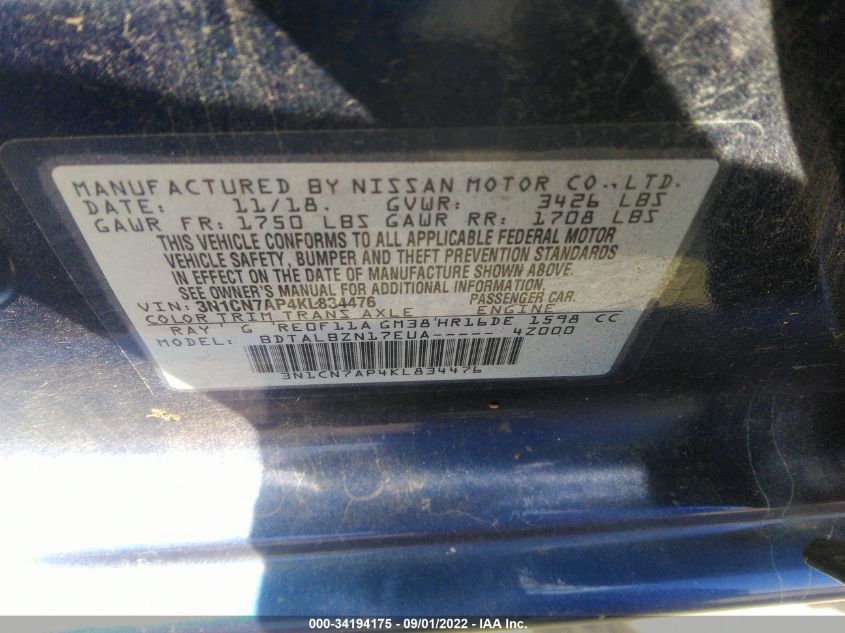 MANUFACTURED BY NISSAN MOTOR CO., LTD.
DATE: 11/18. GVWR: 3426 LBS
GAWR FR: 1750 LBS GAWR RR: 1708 LBS
THIS VEHICLE CONFORMS TO ALL APPLICABLE FEDERAL MOTOR
VEHICLE SAFETY, BUMPER AND THEFT PREVENTION STANDARDS
IN EFFECT ON THE DATE OF MANUFACTURE SHOWN ABOVE.
SEE OWNER'S MANUAL FOR ADDITIONAL INFORMATION.
VIN: 3N1CN7AP4KL834476 PASSENGER CAR.
COLOR TRIM TRANS AXLE ENGINE
RAY G 'RE0F11A GM38'HR16DE 1598 CC
MODEL: BDTALBZN17EUA----- 4Z000
3N1CN7AP4KL834476
000-34194175 - 09/01/2022 - IAA Inc.